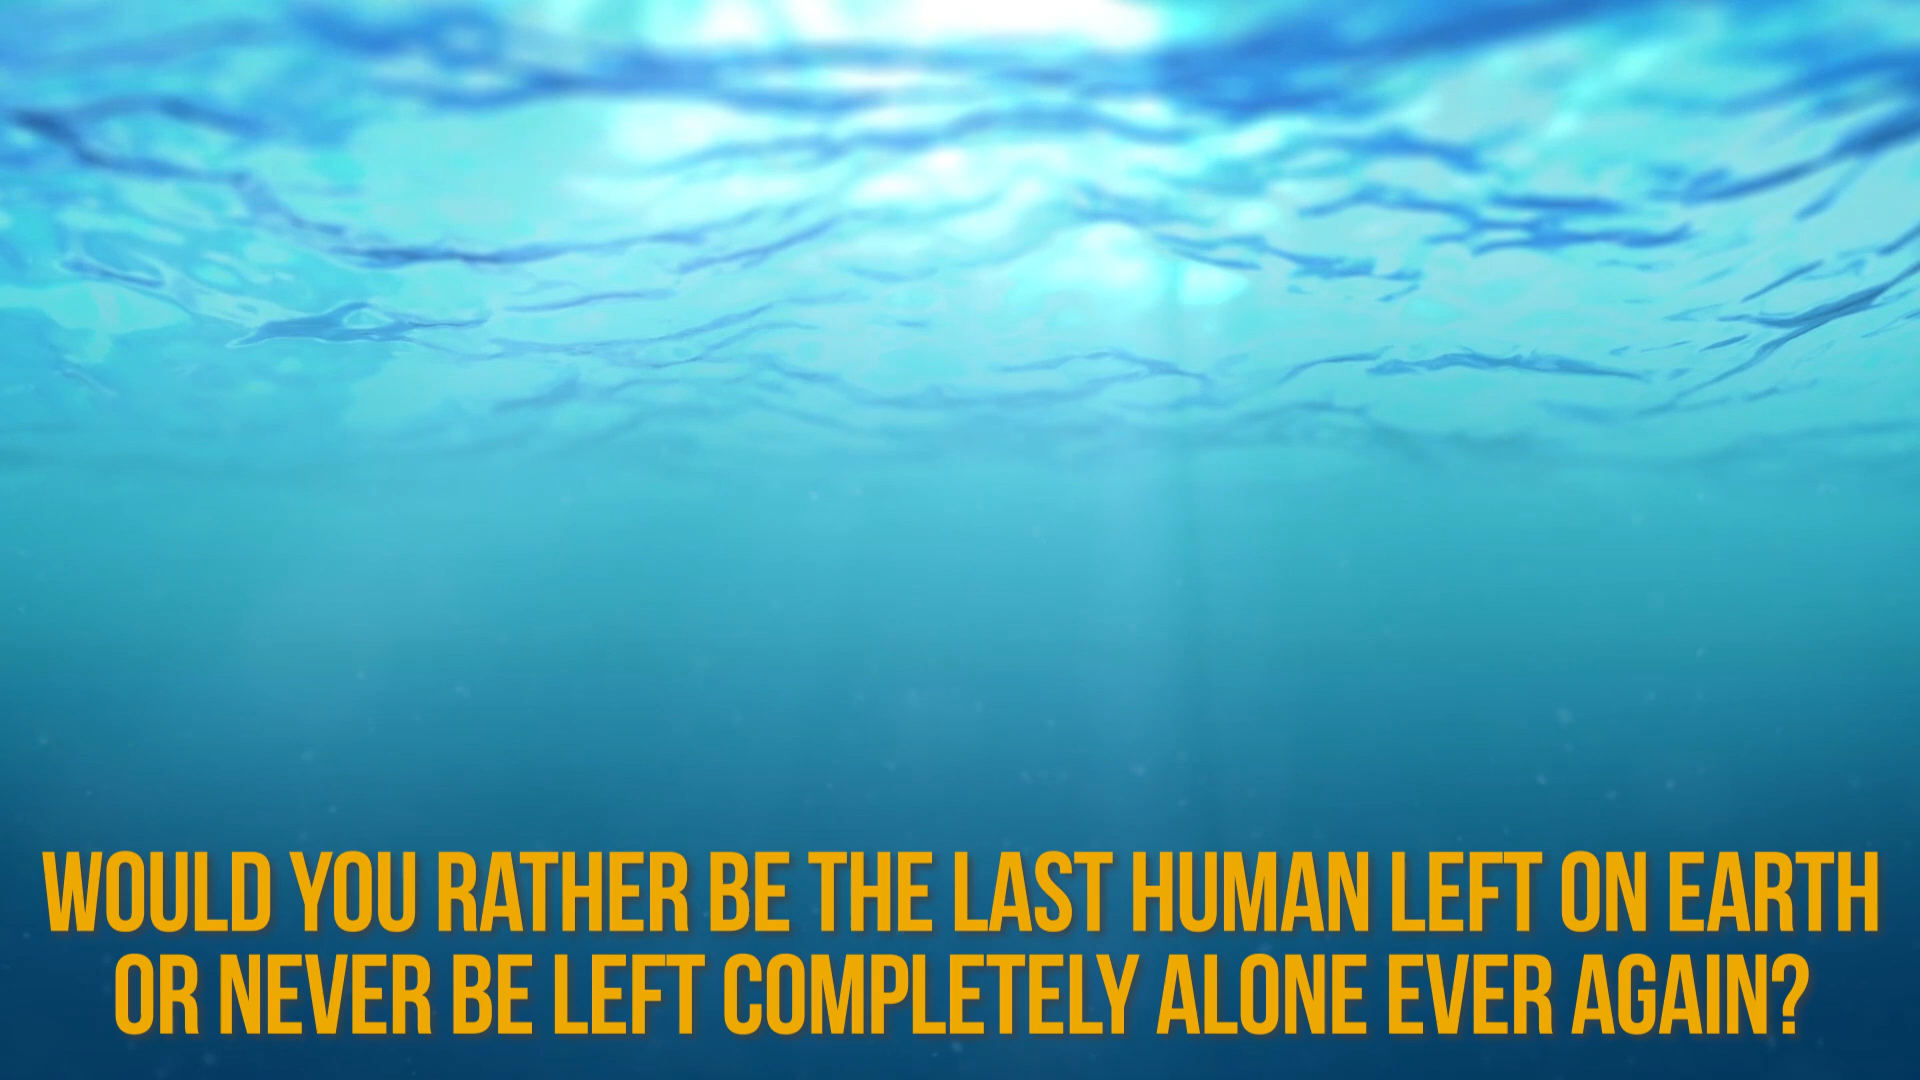 WOULD YOU RATHER BE THE LAST HUMAN LEFT ON EARTH
OR NEVER BE LEFT COMPLETELY ALONE EVER AGAIN?